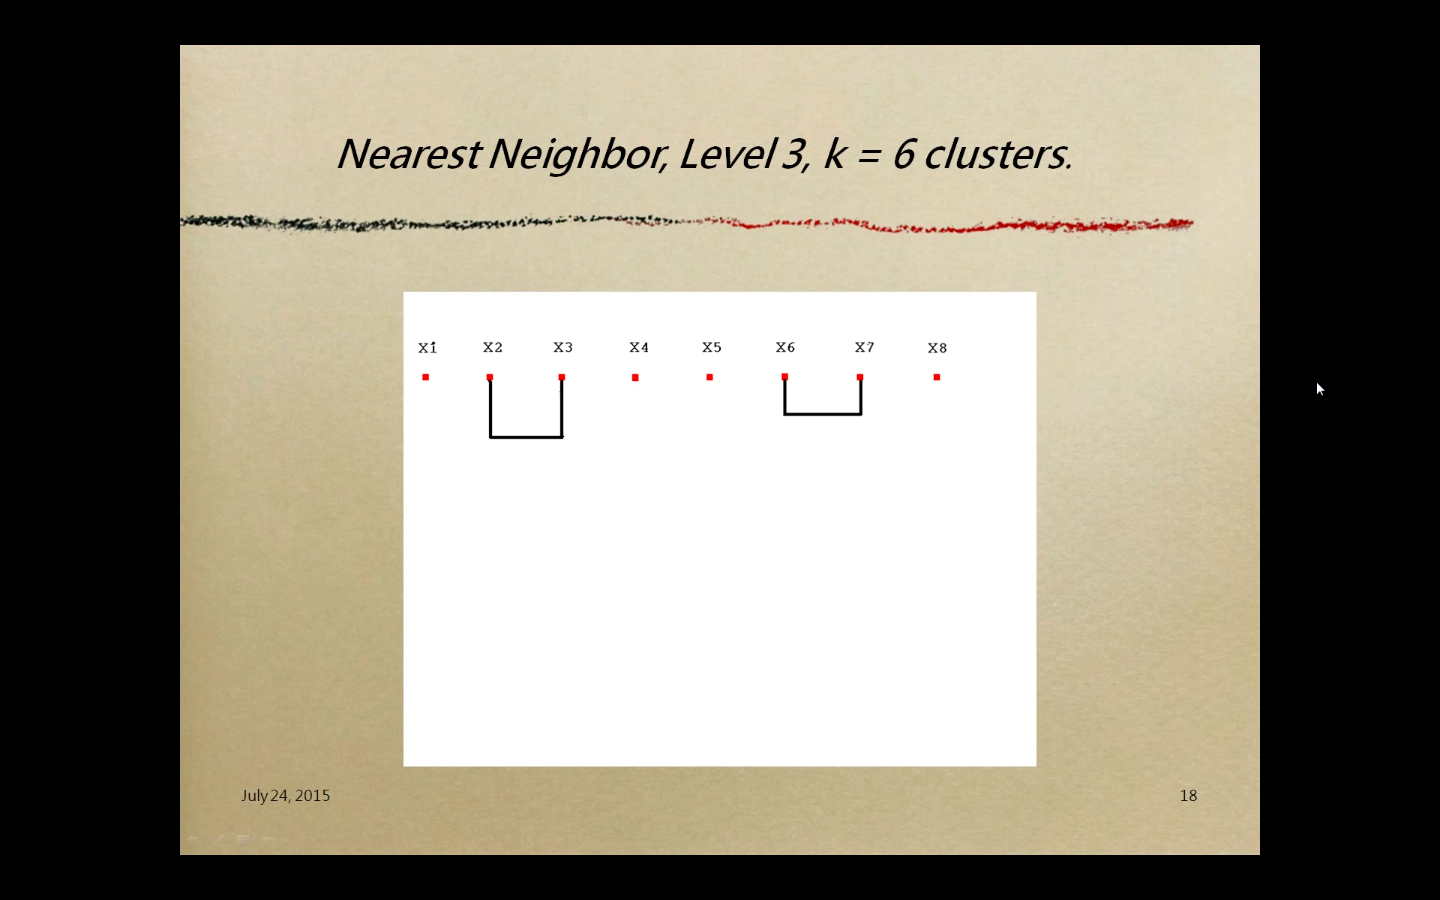 Nearest Neighbor, Level 3, k = 6 clusters.
X1 X2 X3 X4 X5 X6 X7 X8
July 24, 2015
18